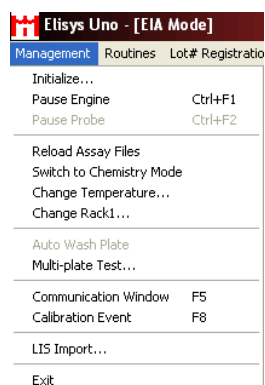 Elisys Uno - [EIA Mode]
Management Routines Lot# Registratio
Initialize...
Pause Engine Ctrl+F1
Pause Probe Ctrl+F2
Reload Assay Files
Switch to Chemistry Mode
Change Temperature...
Change Rack1...
Auto Wash Plate
Multi-plate Test...
Communication Window F5
Calibration Event F8
LIS Import...
Exit